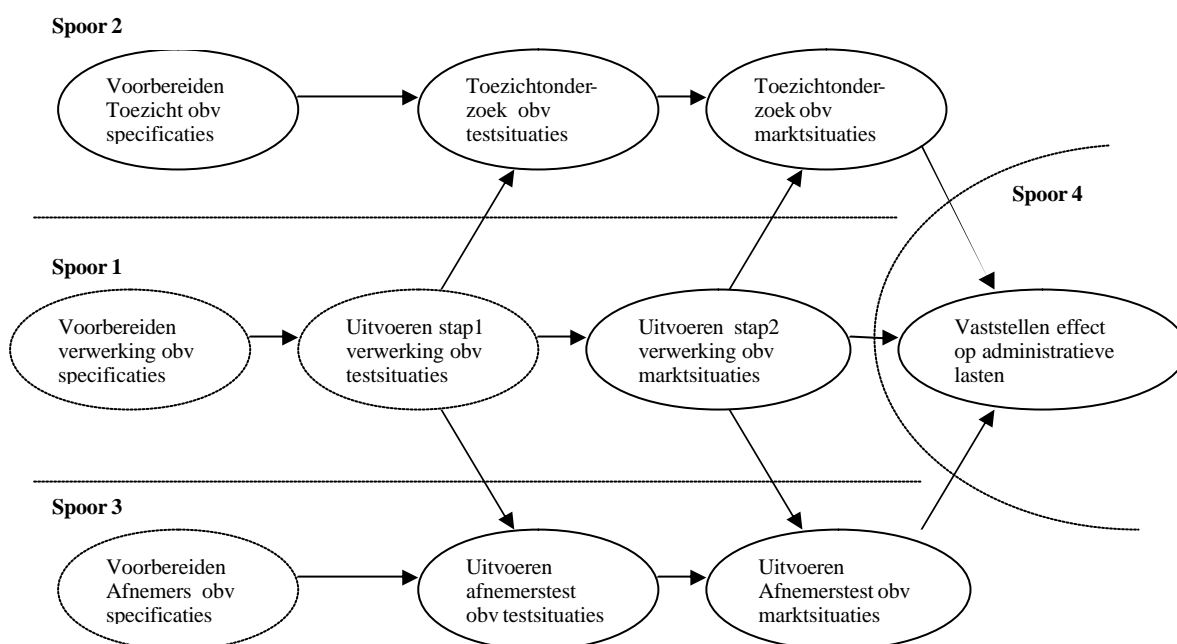 Spoor 2
Voorbereiden
Toezicht obv
specificaties
Toezichtonder-
zoek obv
testsituaties
Toezichtonder-
zoek obv
marktsituaties
Spoor 4
Spoor 1
Voorbereiden
verwerking obv
specificaties
Uitvoeren stap1
verwerking obv
testsituaties
Uitvoeren stap2
verwerking obv
marktsituaties
Vaststellen effect
op administratieve
lasten
Spoor 3
Voorbereiden
Afnemers obv
specificaties
Uitvoeren
afnemerstest
obv testsituaties
Uitvoeren
Afnemerstest obv
marktsituaties